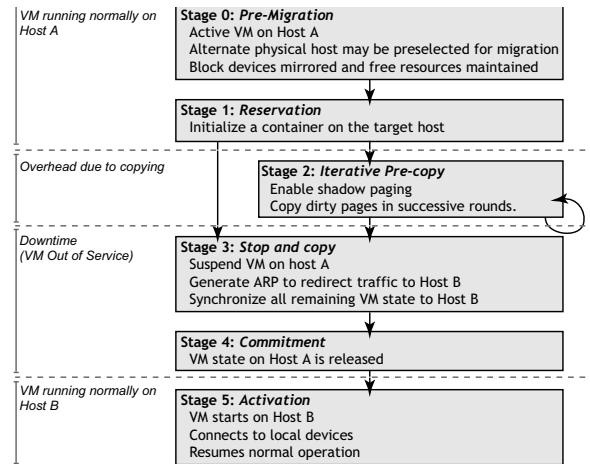 VM running normally on
Host A
Stage 0: Pre-Migration
Active VM on Host A
Alternate physical host may be preselected for migration
Block devices mirrored and free resources maintained
Stage 1: Reservation
Initialize a container on the target host
Overhead due to copying
Stage 2: Iterative Pre-copy
Enable shadow paging
Copy dirty pages in successive rounds.
Downtime
(VM Out of Service)
Stage 3: Stop and copy
Suspend VM on host A
Generate ARP to redirect traffic to Host B
Synchronize all remaining VM state to Host B
Stage 4: Commitment
VM state on Host A is released
VM running normally on
Host B
Stage 5: Activation
VM starts on Host B
Connects to local devices
Resumes normal operation